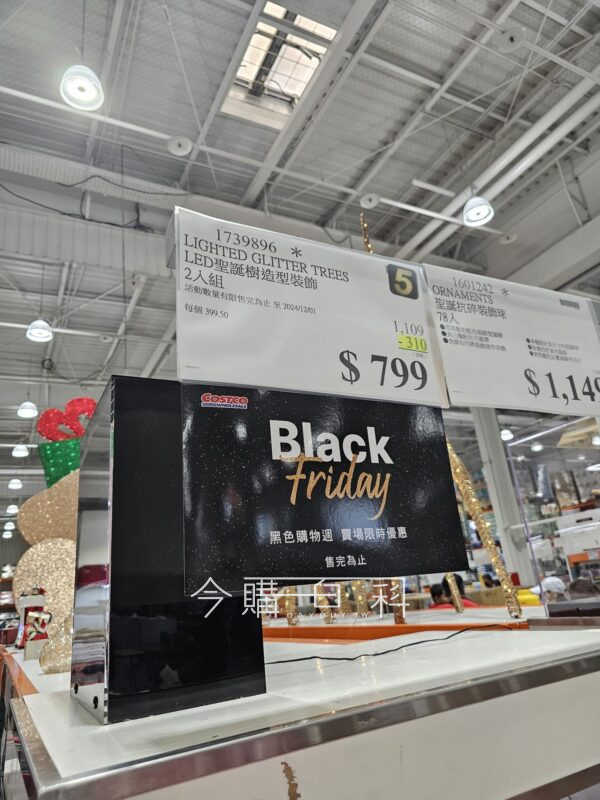 1739896 *
LIGHTED GLITTER TREES
LED聖誕樹造型裝飾
2入組
活動數量有限售完為止 至 2024/12/01
每個 399.50
5
1,109
-310
$ 799
1601242 *
ORNAMENTS
聖誕抗碎裝飾球
78入
$ 1,149
COSTCO
WHOLESALE
Black
Friday
黑色購物週 賣場限時優惠
售完為止
今購百科